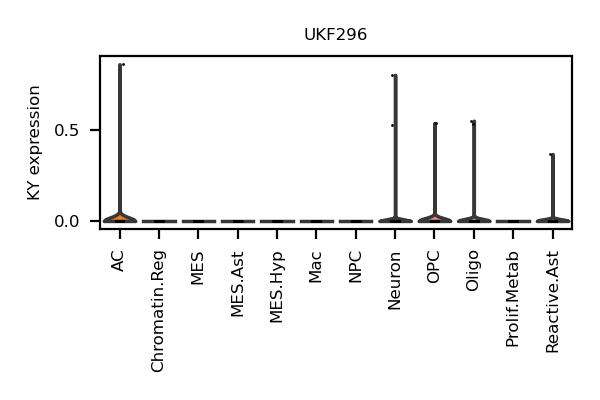 UKF296
KY expression
0.5
0.0
AC
Chromatin.Reg
MES
MES.Ast
MES.Hyp
Mac
NPC
Neuron
OPC
Oligo
Prolif.Metab
Reactive.Ast